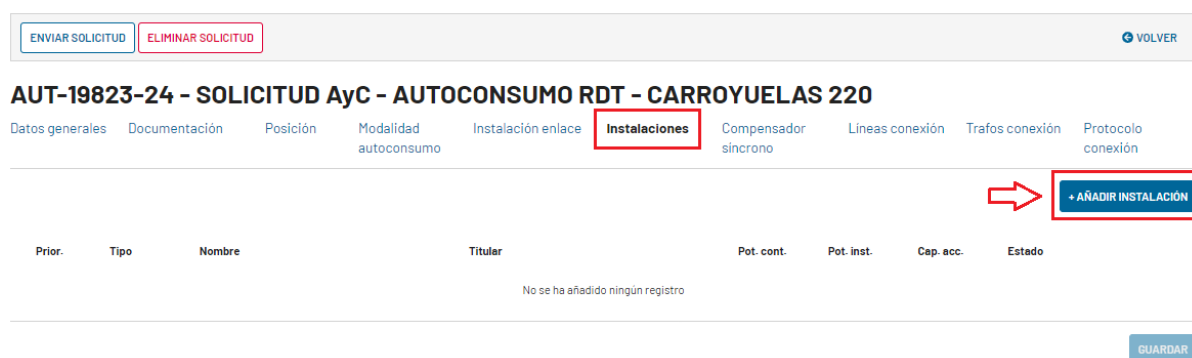 ENVIAR SOLICITUD ELIMINAR SOLICITUD VOLVER
AUT-19823-24 - SOLICITUD AyC - AUTOCONSUMO RDT - CARROYUELAS 220
Datos generales Documentación Posición Modalidad autoconsumo Instalación enlace Instalaciones Compensador síncrono Líneas conexión Trafos conexión Protocolo conexión
+ AÑADIR INSTALACIÓN
Prior. Tipo Nombre Titular Pot. cont. Pot. inst. Cap. acc. Estado
No se ha añadido ningún registro
GUARDAR